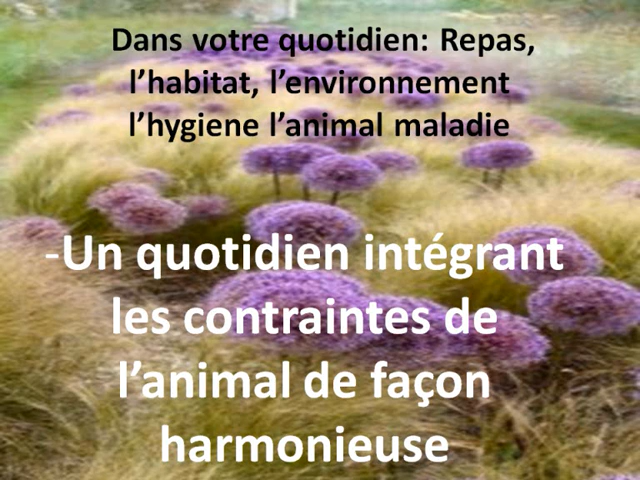 Dans votre quotidien: Repas,
l’habitat, l’environnement
l’hygiene l’animal maladie
-Un quotidien intégrant
les contraintes de
l’animal de façon
harmonieuse